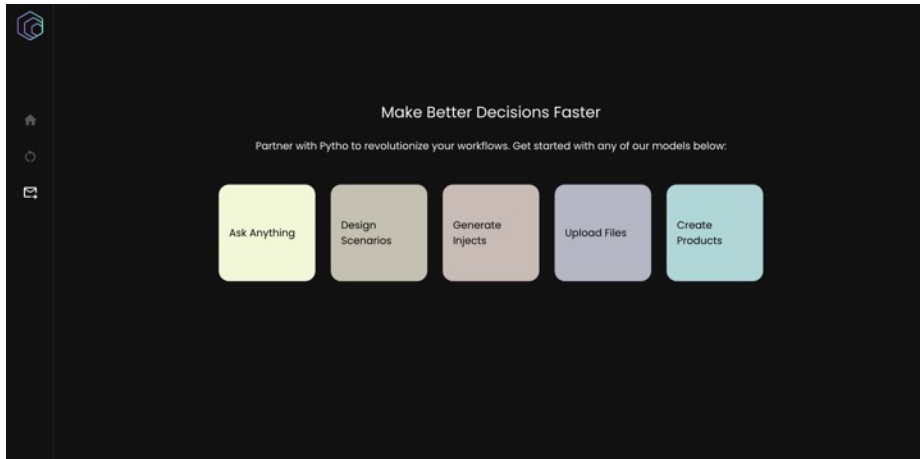 Make Better Decisions Faster
Partner with Pytho to revolutionize your workflows. Get started with any of our models below:
Ask Anything
Design
Scenarios
Generate
Injects
Upload Files
Create
Products